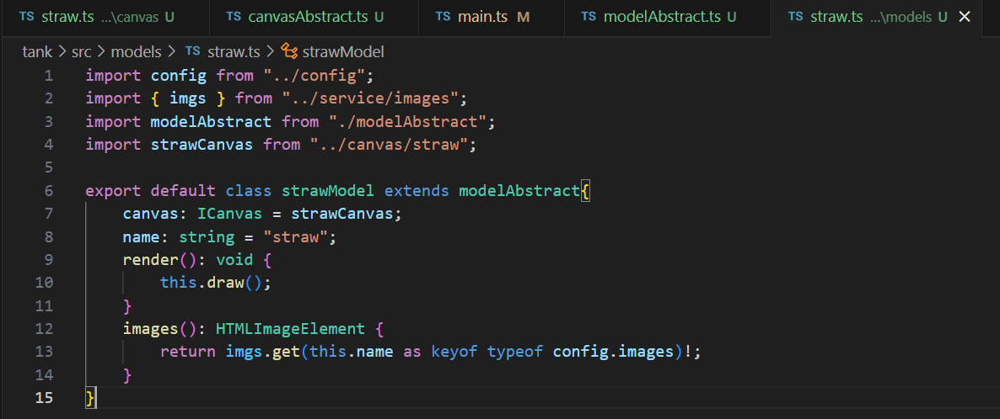 TS straw.ts ...\canvas U TS canvasAbstract.ts U TS main.ts M TS modelAbstract.ts U TS straw.ts ...\models U
tank > src > models > TS straw.ts > strawModel
1 import config from "../config";
2 import { imgs } from "../service/images";
3 import modelAbstract from "./modelAbstract";
4 import strawCanvas from "../canvas/straw";
5
6 export default class strawModel extends modelAbstract{
7     canvas: ICanvas = strawCanvas;
8     name: string = "straw";
9     render(): void {
10         this.draw();
11     }
12     images(): HTMLImageElement {
13         return imgs.get(this.name as keyof typeof config.images)!;
14     }
15 }